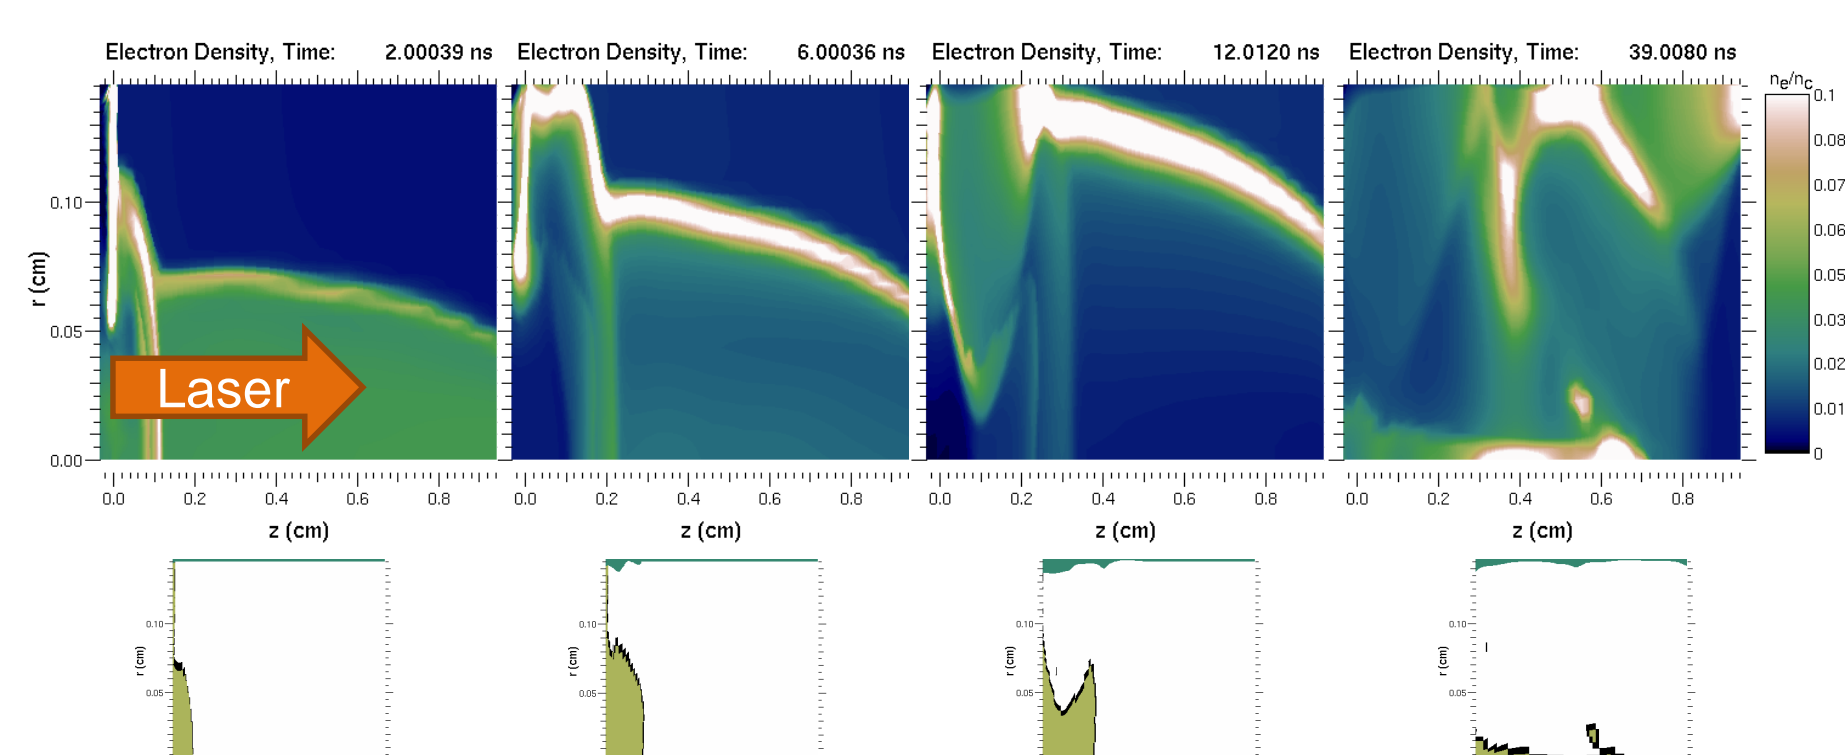 Electron Density, Time: 2.00039 ns
Electron Density, Time: 6.00036 ns
Electron Density, Time: 12.0120 ns
Electron Density, Time: 39.0080 ns
nₑ/n꜀
0.1
0.08
0.07
0.06
0.05
0.03
0.02
0.01
0
r (cm)
0.10
0.05
0.00
Laser
0.0 0.2 0.4 0.6 0.8
0.0 0.2 0.4 0.6 0.8
0.0 0.2 0.4 0.6 0.8
0.0 0.2 0.4 0.6 0.8
z (cm)
z (cm)
z (cm)
z (cm)
0.10
r (cm)
0.05
0.10
r (cm)
0.05
0.10
r (cm)
0.05
0.10
r (cm)
0.05